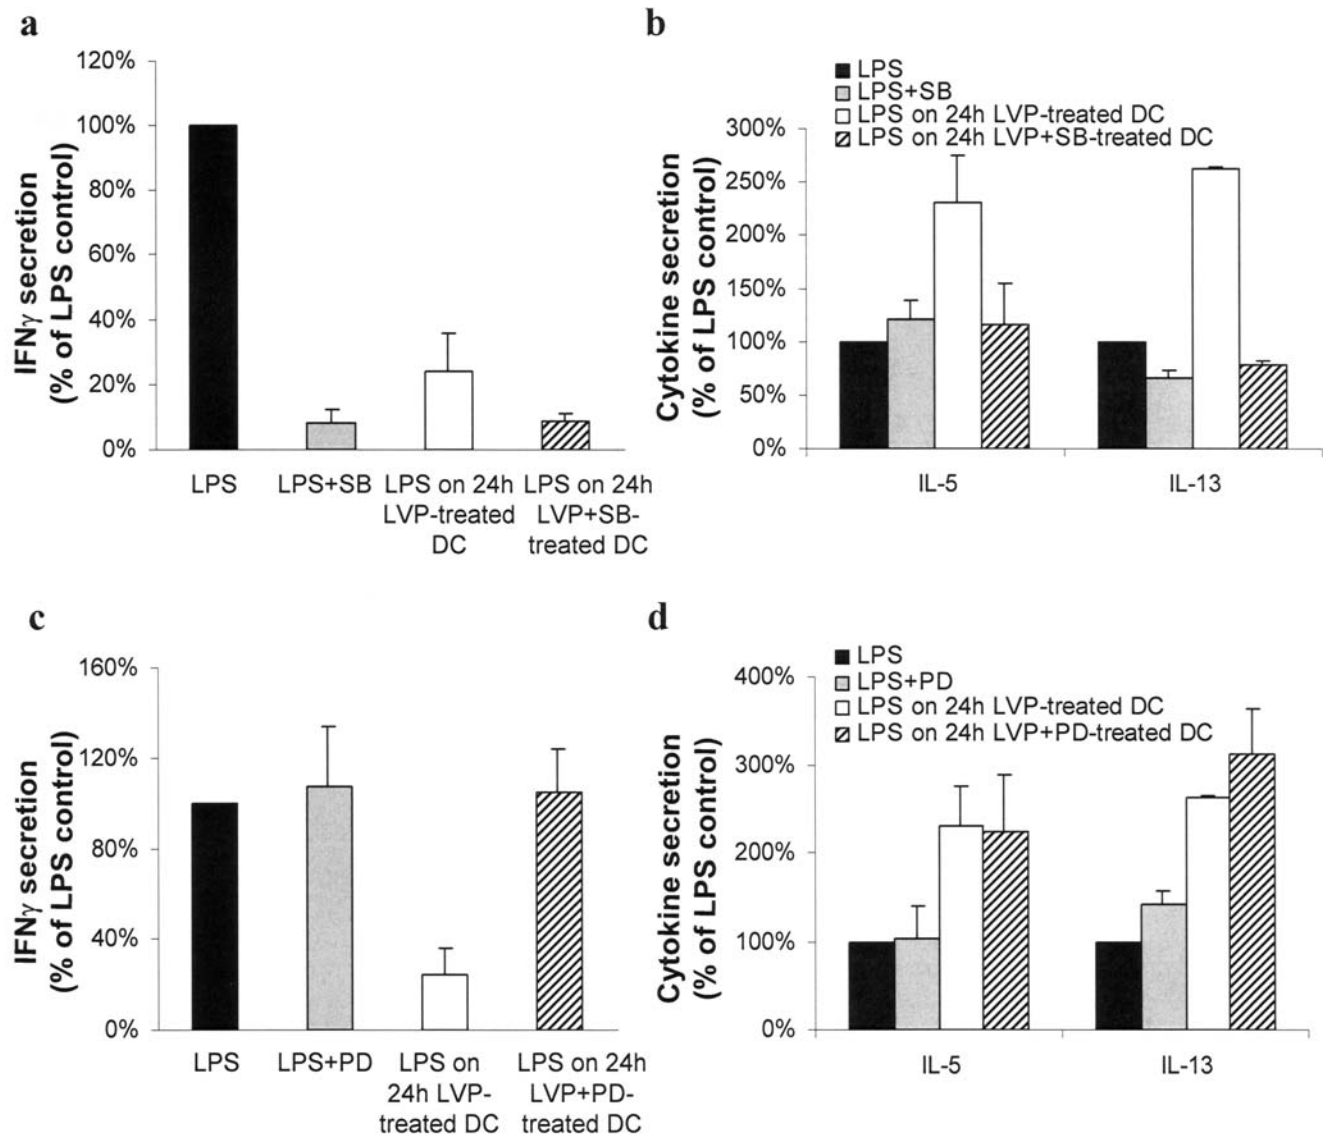 a
120%
100%
80%
60%
40%
20%
0%
IFNγ secretion
(% of LPS control)
LPS
LPS+SB
LPS on 24h
LVP-treated
DC
LPS on 24h
LVP+SB-
treated DC
b
LPS
LPS+SB
LPS on 24h LVP-treated DC
LPS on 24h LVP+SB-treated DC
300%
250%
200%
150%
100%
50%
0%
Cytokine secretion
(% of LPS control)
IL-5
IL-13
c
160%
120%
80%
40%
0%
IFNγ secretion
(% of LPS control)
LPS
LPS+PD
LPS on
24h LVP-
treated DC
LPS on 24h
LVP+PD-
treated DC
d
LPS
LPS+PD
LPS on 24h LVP-treated DC
LPS on 24h LVP+PD-treated DC
400%
300%
200%
100%
0%
Cytokine secretion
(% of LPS control)
IL-5
IL-13